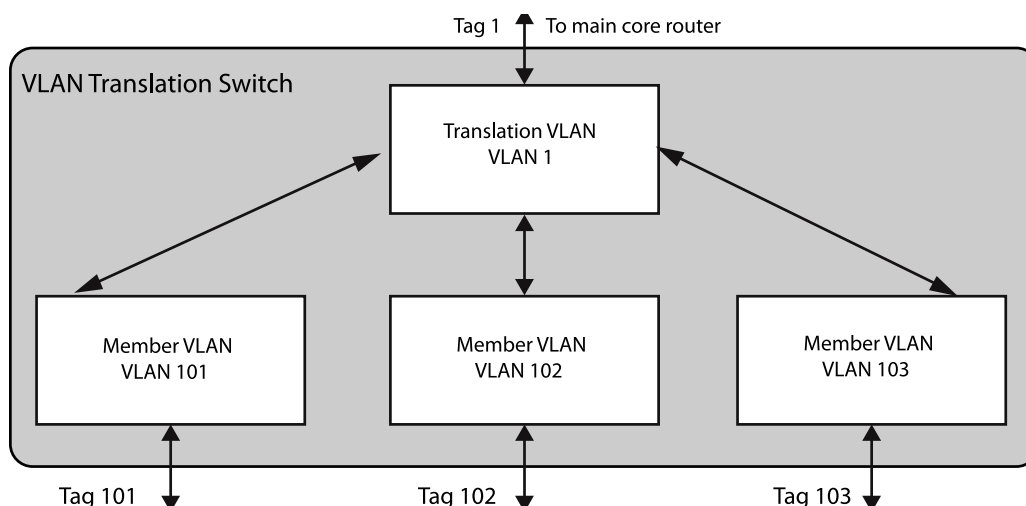 Tag 1
To main core router
VLAN Translation Switch
Translation VLAN
VLAN 1
Member VLAN
VLAN 101
Member VLAN
VLAN 102
Member VLAN
VLAN 103
Tag 101
Tag 102
Tag 103